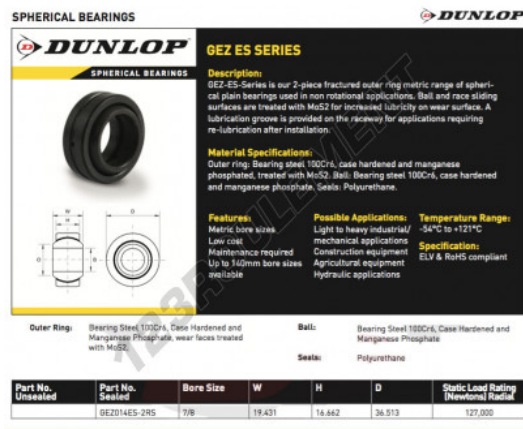 SPHERICAL BEARINGS
DUNLOP
DUNLOP
SPHERICAL BEARINGS
GEZ ES SERIES
Description:
GEZ-ES-Series is our 2-piece fractured outer ring metric range of spheri-
cal plain bearings used in non rotational applications. Ball and race sliding
surfaces are treated with MoS2 for increased lubricity on wear surface. A
lubrication groove is provided on the raceway for applications requiring
re-lubrication after installation.
Material Specifications:
Outer ring: Bearing steel 100Cr6, case hardened and manganese
phosphated, treated with MoS2. Ball: Bearing steel 100Cr6, case hardened
and manganese phosphate. Seals: Polyurethane.
Features:
Metric bore sizes
Low cost
Maintenance required
Up to 140mm bore sizes
available
Possible Applications:
Light to heavy industrial/
mechanical applications
Construction equipment
Agricultural equipment
Hydraulic applications
Temperature Range:
-54°C to +121°C
Specification:
ELV & RoHS compliant
W
H
D
B
123ROULEMENT
Outer Ring:
Bearing Steel 100Cr6, Case Hardened and
Manganese Phosphate, wear faces treated
with MoS2.
Ball:
Bearing Steel 100Cr6, Case Hardened and
Manganese Phosphate
Seals:
Polyurethane
Part No. Unsealed
Part No. Sealed
Bore Size
W
H
D
Static Load Rating
(Newtons) Radial
GEZ014ES-2RS
7/8
19.431
16.662
36.513
127,000